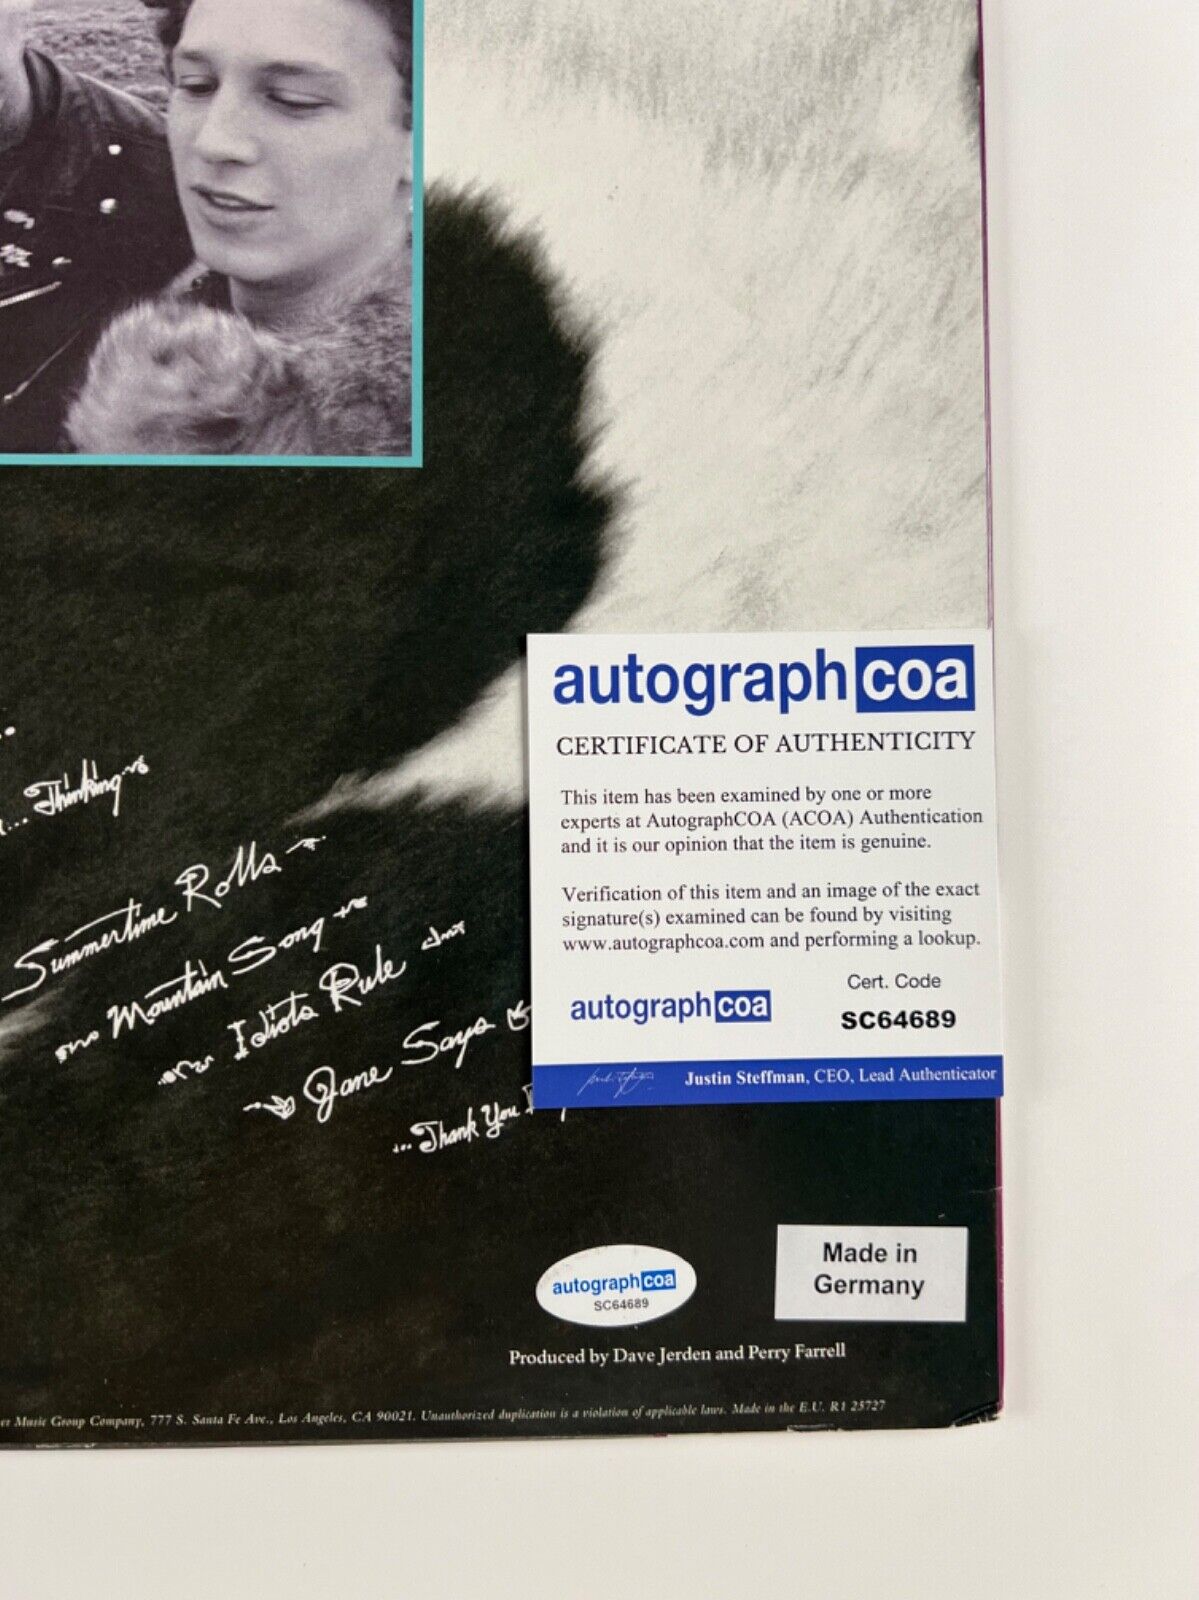 ... Thinking
Summertime Rolls
Mountain Song
Idiots Rule
Jane Says
... Thank You
autographcoa
CERTIFICATE OF AUTHENTICITY
This item has been examined by one or more
experts at AutographCOA (ACOA) Authentication
and it is our opinion that the item is genuine.
Verification of this item and an image of the exact
signature(s) examined can be found by visiting
www.autographcoa.com and performing a lookup.
autographcoa
Cert. Code
SC64689
Justin Steffman, CEO, Lead Authenticator
autographcoa
SC64689
Made in
Germany
Produced by Dave Jerden and Perry Farrell
Music Group Company, 777 S. Santa Fe Ave., Los Angeles, CA 90021. Unauthorized duplication is a violation of applicable laws. Made in the E.U. R1 25727